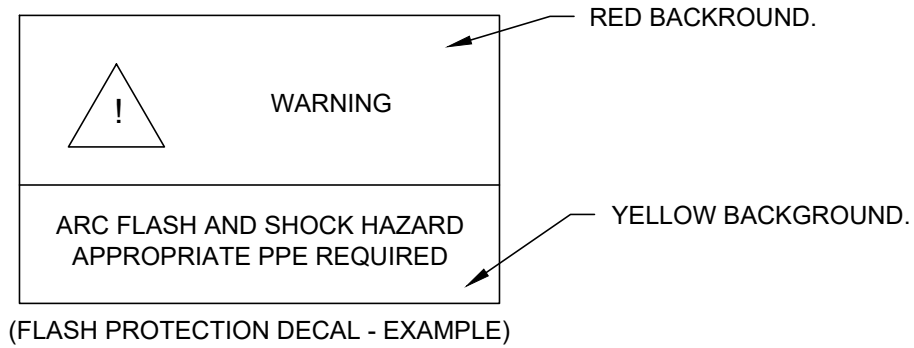 RED BACKROUND.
!
WARNING
ARC FLASH AND SHOCK HAZARD
APPROPRIATE PPE REQUIRED
YELLOW BACKGROUND.
(FLASH PROTECTION DECAL - EXAMPLE)